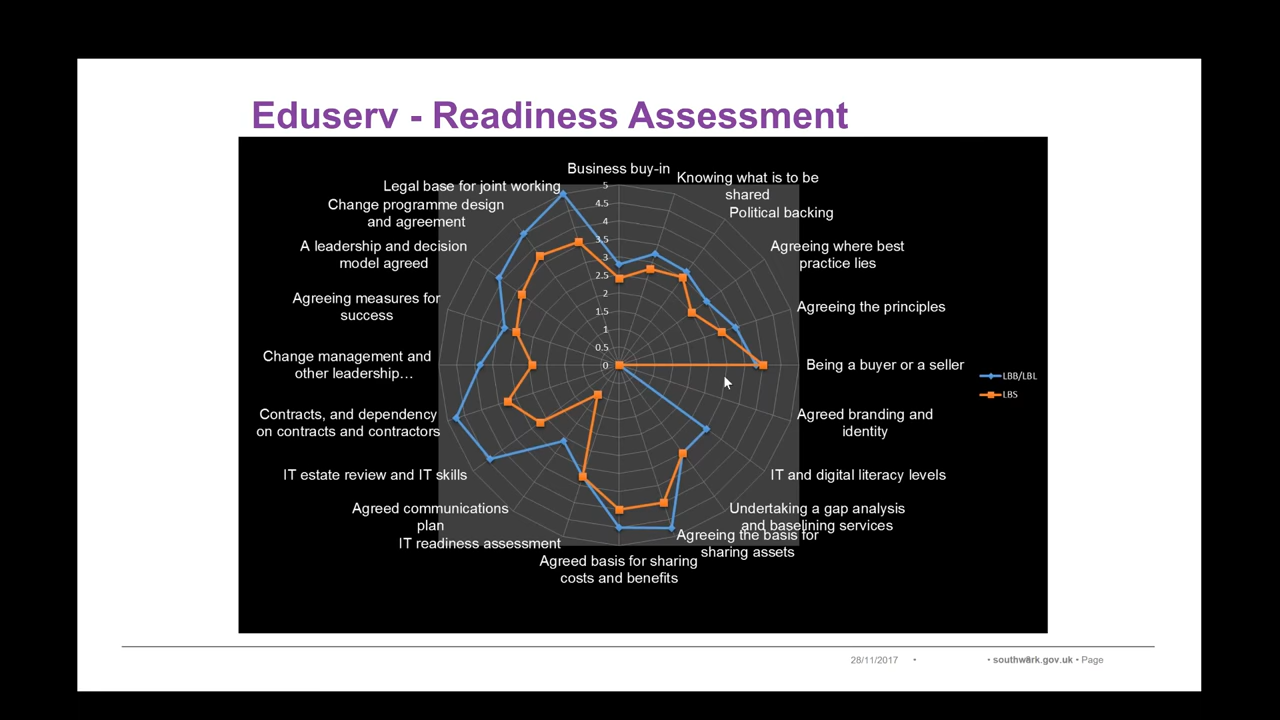 Eduserv - Readiness Assessment
Business buy-in
Knowing what is to be
shared
Political backing
Agreeing where best
practice lies
Agreeing the principles
Being a buyer or a seller
Agreed branding and
identity
IT and digital literacy levels
Undertaking a gap analysis
and baselining services
Agreeing the basis for
sharing assets
Agreed basis for sharing
costs and benefits
IT readiness assessment
Agreed communications
plan
IT estate review and IT skills
Contracts, and dependency
on contracts and contractors
Change management and
other leadership…
Agreeing measures for
success
A leadership and decision
model agreed
Change programme design
and agreement
Legal base for joint working
5
4.5
4
3.5
3
2.5
2
1.5
1
0.5
0
LBB/LBL
LBS
28/11/2017 • • southwark.gov.uk • Page